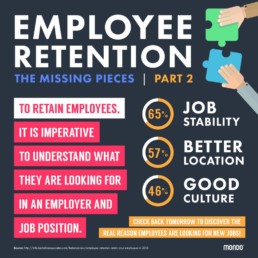 EMPLOYEE
RETENTION
THE MISSING PIECES | PART 2
TO RETAIN EMPLOYEES,
IT IS IMPERATIVE
TO UNDERSTAND WHAT
THEY ARE LOOKING FOR
IN AN EMPLOYER AND
JOB POSITION.
65% JOB
STABILITY
57% BETTER
LOCATION
46% GOOD
CULTURE
CHECK BACK TOMORROW TO DISCOVER THE
REAL REASON EMPLOYEES ARE LOOKING FOR NEW JOBS!
Source:
monoo